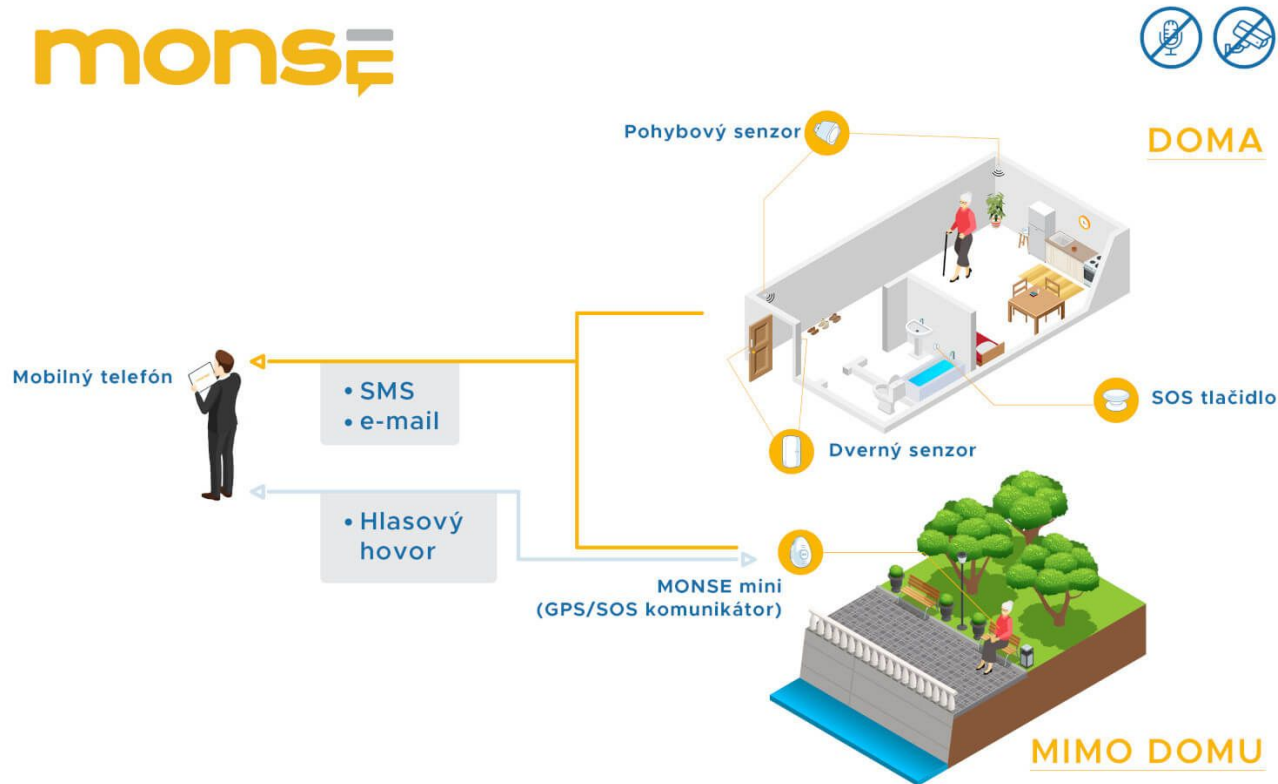 monse
Pohybový senzor
DOMA
Mobilný telefón
• SMS
• e-mail
SOS tlačidlo
Dverný senzor
• Hlasový
hovor
MONSE mini
(GPS/SOS komunikátor)
MIMO DOMU